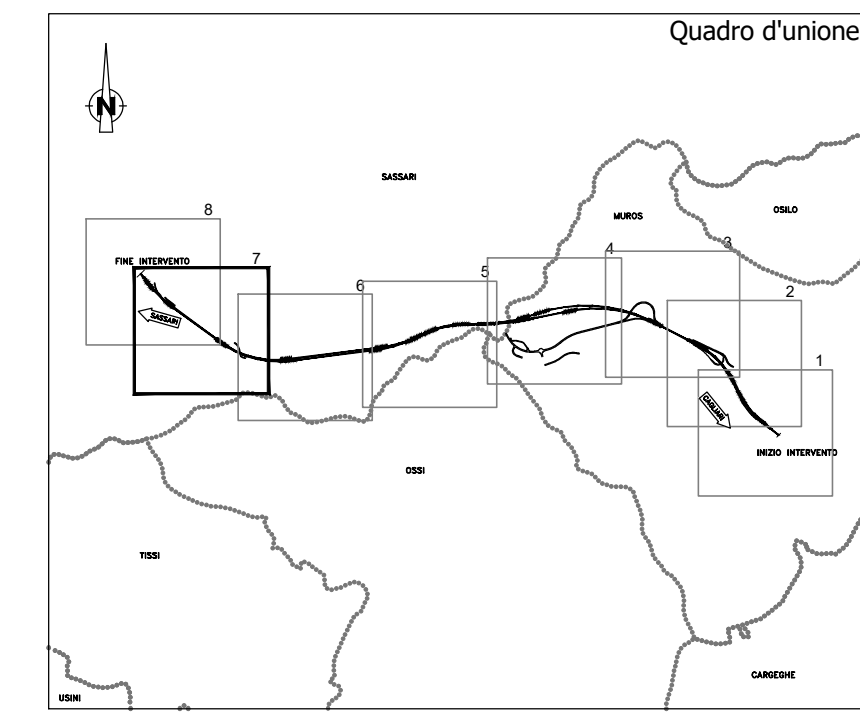 Quadro d'unione
N
SASSARI
MUROS
OSILO
8
FINE INTERVENTO
7
SASSARI
6
5
4
3
2
1
CAGLIARI
INIZIO INTERVENTO
OSSI
TISSI
CARGEGHE
USINI